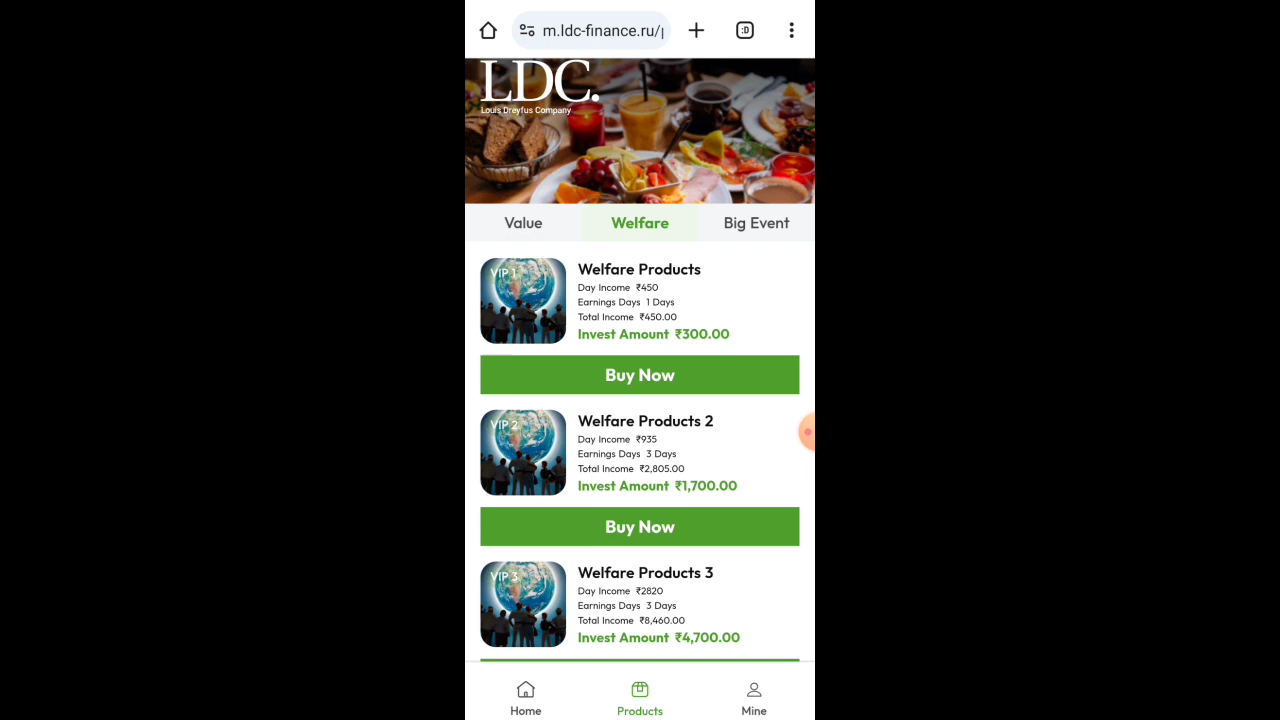 m.ldc-finance.ru/
:D
LDC.
Louis Dreyfus Company
Value
Welfare
Big Event
VIP 1
Welfare Products
Day Income ₹450
Earnings Days 1 Days
Total Income ₹450.00
Invest Amount ₹300.00
Buy Now
VIP 2
Welfare Products 2
Day Income ₹935
Earnings Days 3 Days
Total Income ₹2,805.00
Invest Amount ₹1,700.00
Buy Now
VIP 3
Welfare Products 3
Day Income ₹2820
Earnings Days 3 Days
Total Income ₹8,460.00
Invest Amount ₹4,700.00
Home
Products
Mine